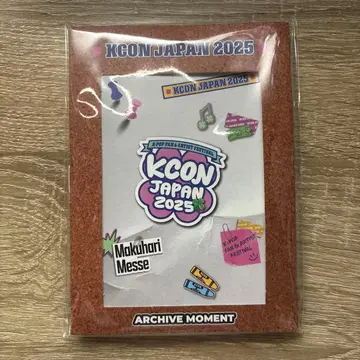 KCON JAPAN 2025
KCON JAPAN 2025
K-POP FAN & ARTIST FESTIVAL
KCON
JAPAN
2025
Makuhari
Messe
K-POP
FAN & ARTIST
FESTIVAL
ARCHIVE MOMENT